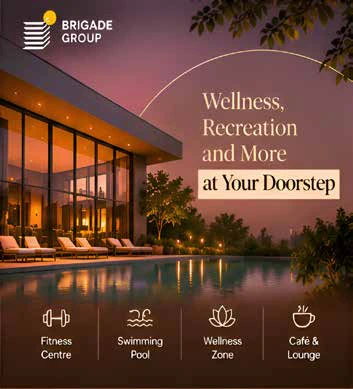 BRIGADE
GROUP
Wellness,
Recreation
and More
at Your Doorstep
Fitness
Centre
Swimming
Pool
Wellness
Zone
Café &
Lounge